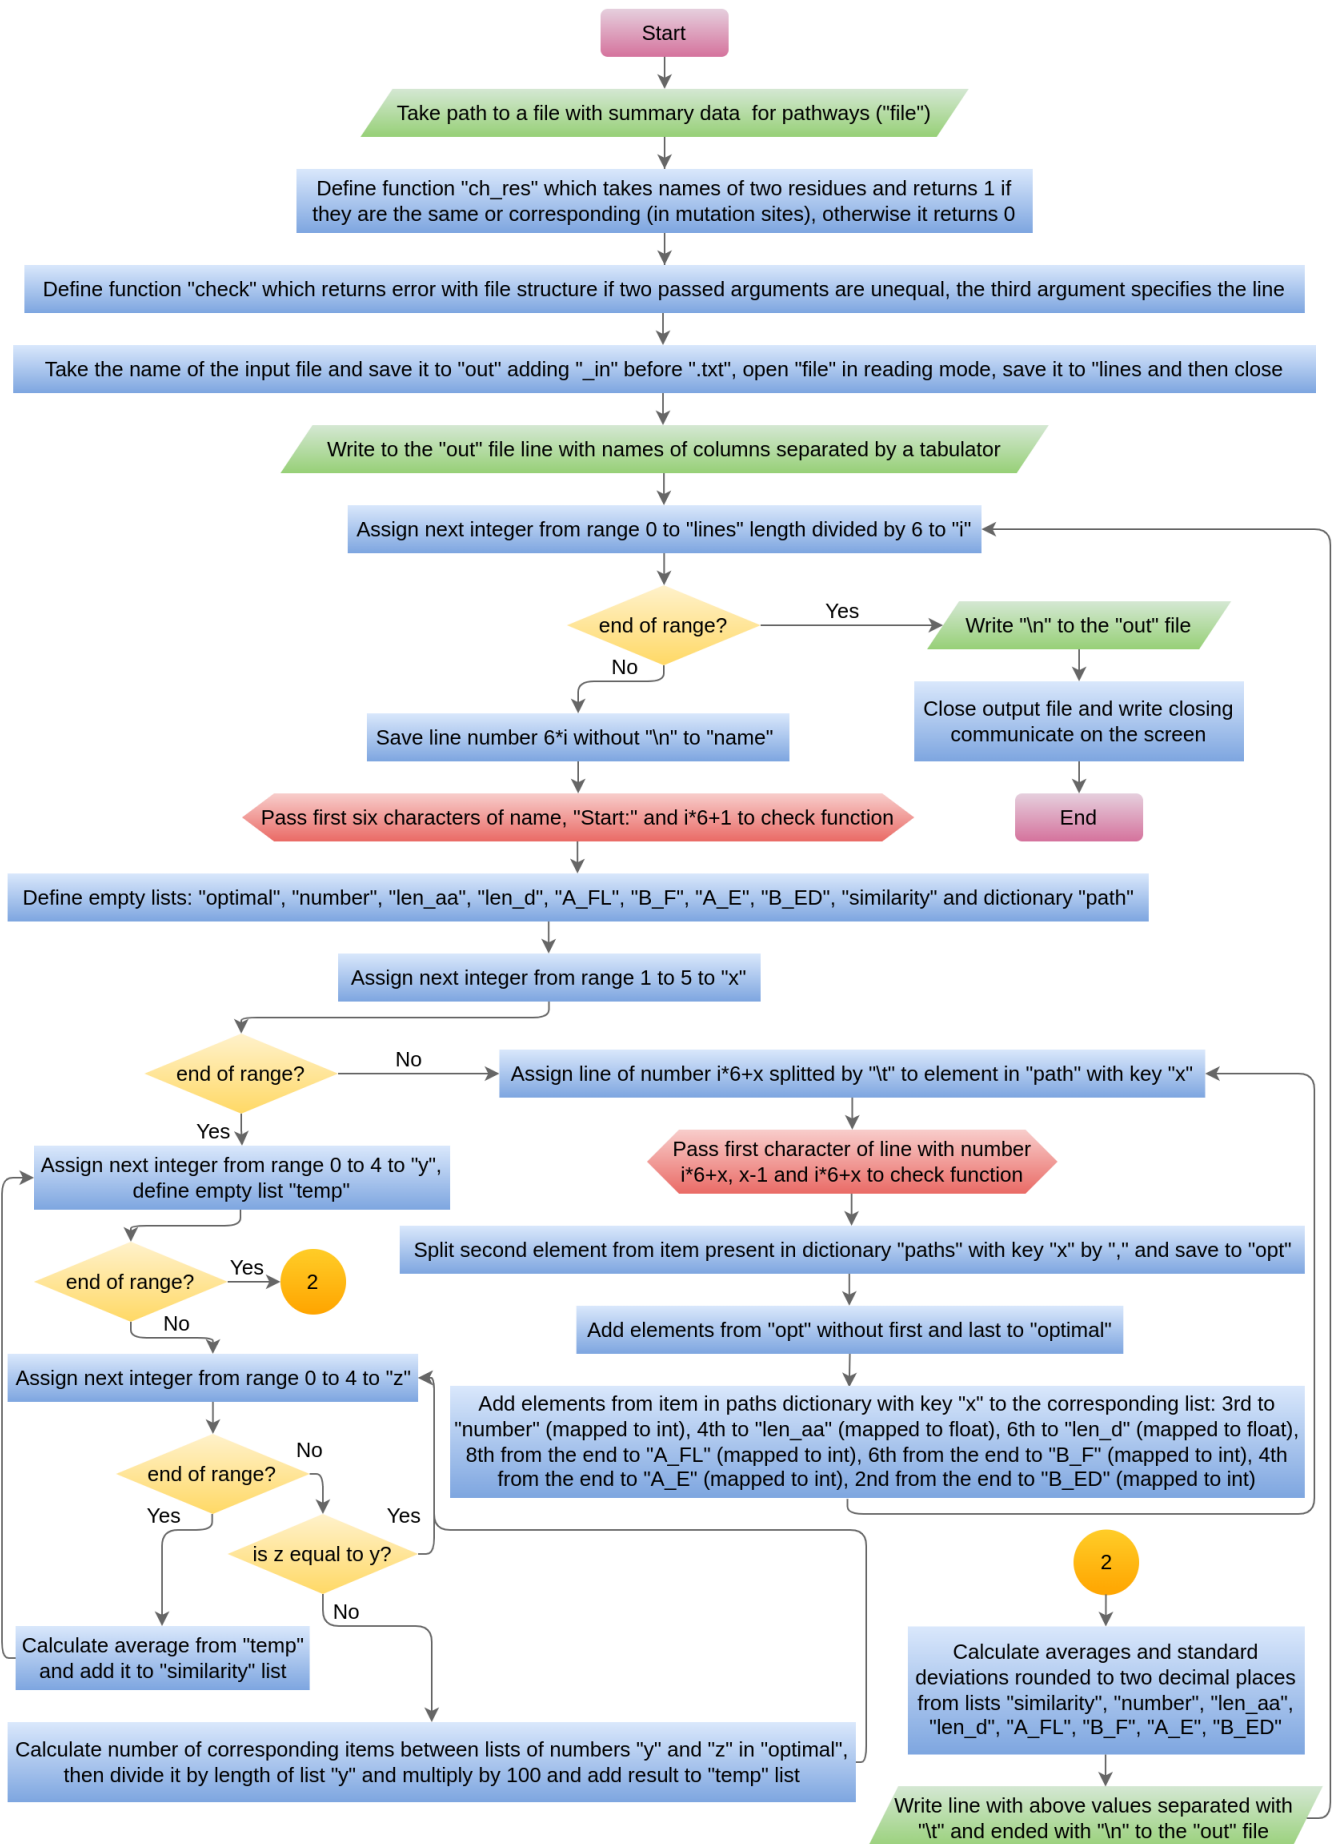 Start
Take path to a file with summary data  for pathways ("file")
Define function "ch_res" which takes names of two residues and returns 1 if
they are the same or corresponding (in mutation sites), otherwise it returns 0
Define function "check" which returns error with file structure if two passed arguments are unequal, the third argument specifies the line
Take the name of the input file and save it to "out" adding "_in" before ".txt", open "file" in reading mode, save it to "lines and then close
Write to the "out" file line with names of columns separated by a tabulator
Assign next integer from range 0 to "lines" length divided by 6 to "i"
end of range?
Yes
Write "\n" to the "out" file
No
Close output file and write closing
communicate on the screen
End
Save line number 6*i without "\n" to "name"
Pass first six characters of name, "Start:" and i*6+1 to check function
Define empty lists: "optimal", "number", "len_aa", "len_d", "A_FL", "B_F", "A_E", "B_ED", "similarity" and dictionary "path"
Assign next integer from range 1 to 5 to "x"
end of range?
No
Assign line of number i*6+x splitted by "\t" to element in "path" with key "x"
Yes
Pass first character of line with number
i*6+x, x-1 and i*6+x to check function
Assign next integer from range 0 to 4 to "y",
define empty list "temp"
Split second element from item present in dictionary "paths" with key "x" by "," and save to "opt"
end of range?
Yes
2
No
Add elements from "opt" without first and last to "optimal"
Assign next integer from range 0 to 4 to "z"
Add elements from item in paths dictionary with key "x" to the corresponding list: 3rd to
"number" (mapped to int), 4th to "len_aa" (mapped to float), 6th to "len_d" (mapped to float),
8th from the end to "A_FL" (mapped to int), 6th from the end to "B_F" (mapped to int), 4th
from the end to "A_E" (mapped to int), 2nd from the end to "B_ED" (mapped to int)
end of range?
No
Yes
is z equal to y?
Yes
No
Calculate average from "temp"
and add it to "similarity" list
Calculate number of corresponding items between lists of numbers "y" and "z" in "optimal",
then divide it by length of list "y" and multiply by 100 and add result to "temp" list
2
Calculate averages and standard
deviations rounded to two decimal places
from lists "similarity", "number", "len_aa",
"len_d", "A_FL", "B_F", "A_E", "B_ED"
Write line with above values separated with
"\t" and ended with "\n" to the "out" file